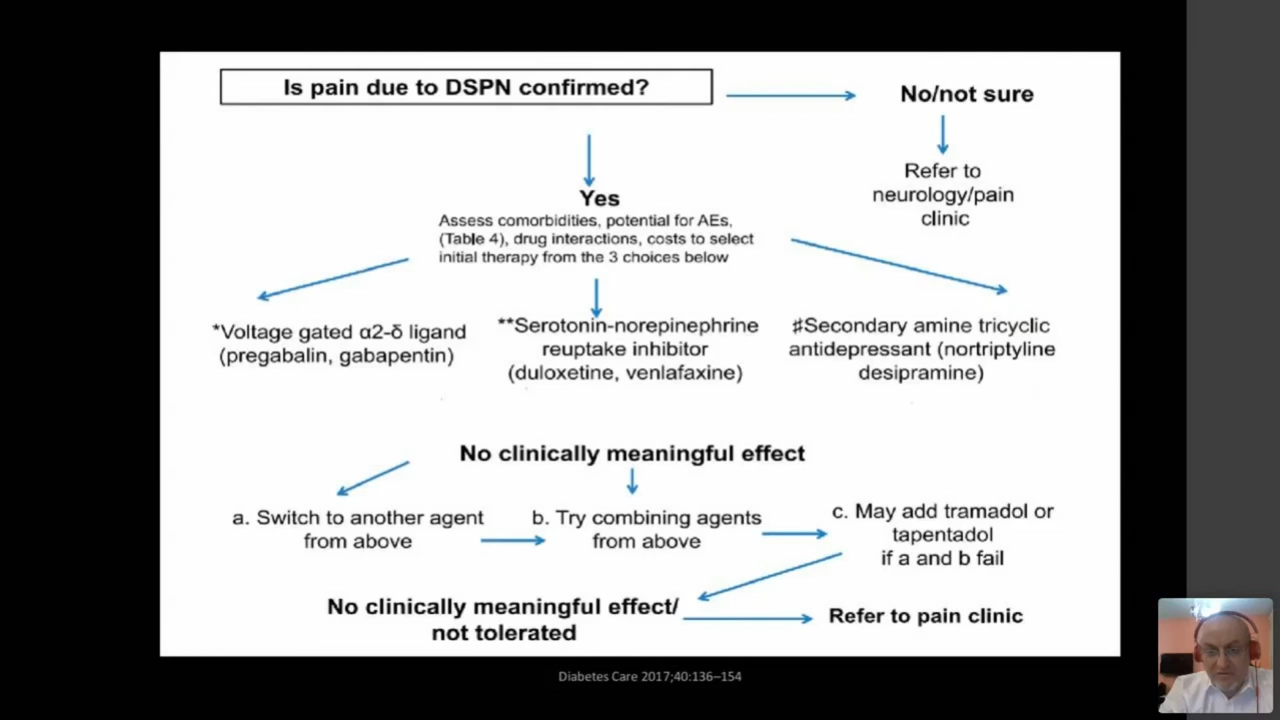 Is pain due to DSPN confirmed?
No/not sure
Refer to
neurology/pain
clinic
Yes
Assess comorbidities, potential for AEs,
(Table 4), drug interactions, costs to select
initial therapy from the 3 choices below
*Voltage gated α2-δ ligand
(pregabalin, gabapentin)
**Serotonin-norepinephrine
reuptake inhibitor
(duloxetine, venlafaxine)
♯Secondary amine tricyclic
antidepressant (nortriptyline
desipramine)
No clinically meaningful effect
a. Switch to another agent
from above
b. Try combining agents
from above
c. May add tramadol or
tapentadol
if a and b fail
No clinically meaningful effect/
not tolerated
Refer to pain clinic
Diabetes Care 2017;40:136–154